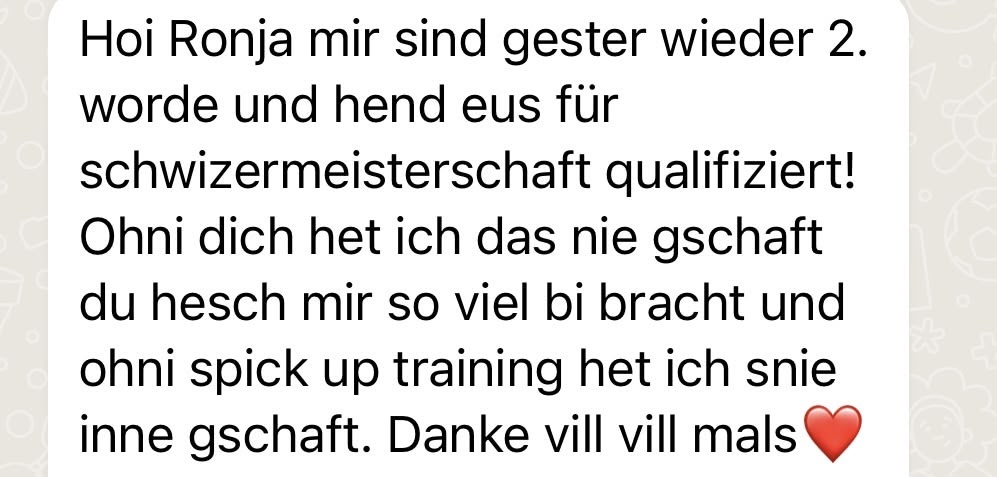 Hoi Ronja mir sind gester wieder 2.
worde und hend eus für
schwizermeisterschaft qualifiziert!
Ohni dich het ich das nie gschaft
du hesch mir so viel bi bracht und
ohni spick up training het ich snie
inne gschaft. Danke vill vill mals❤️